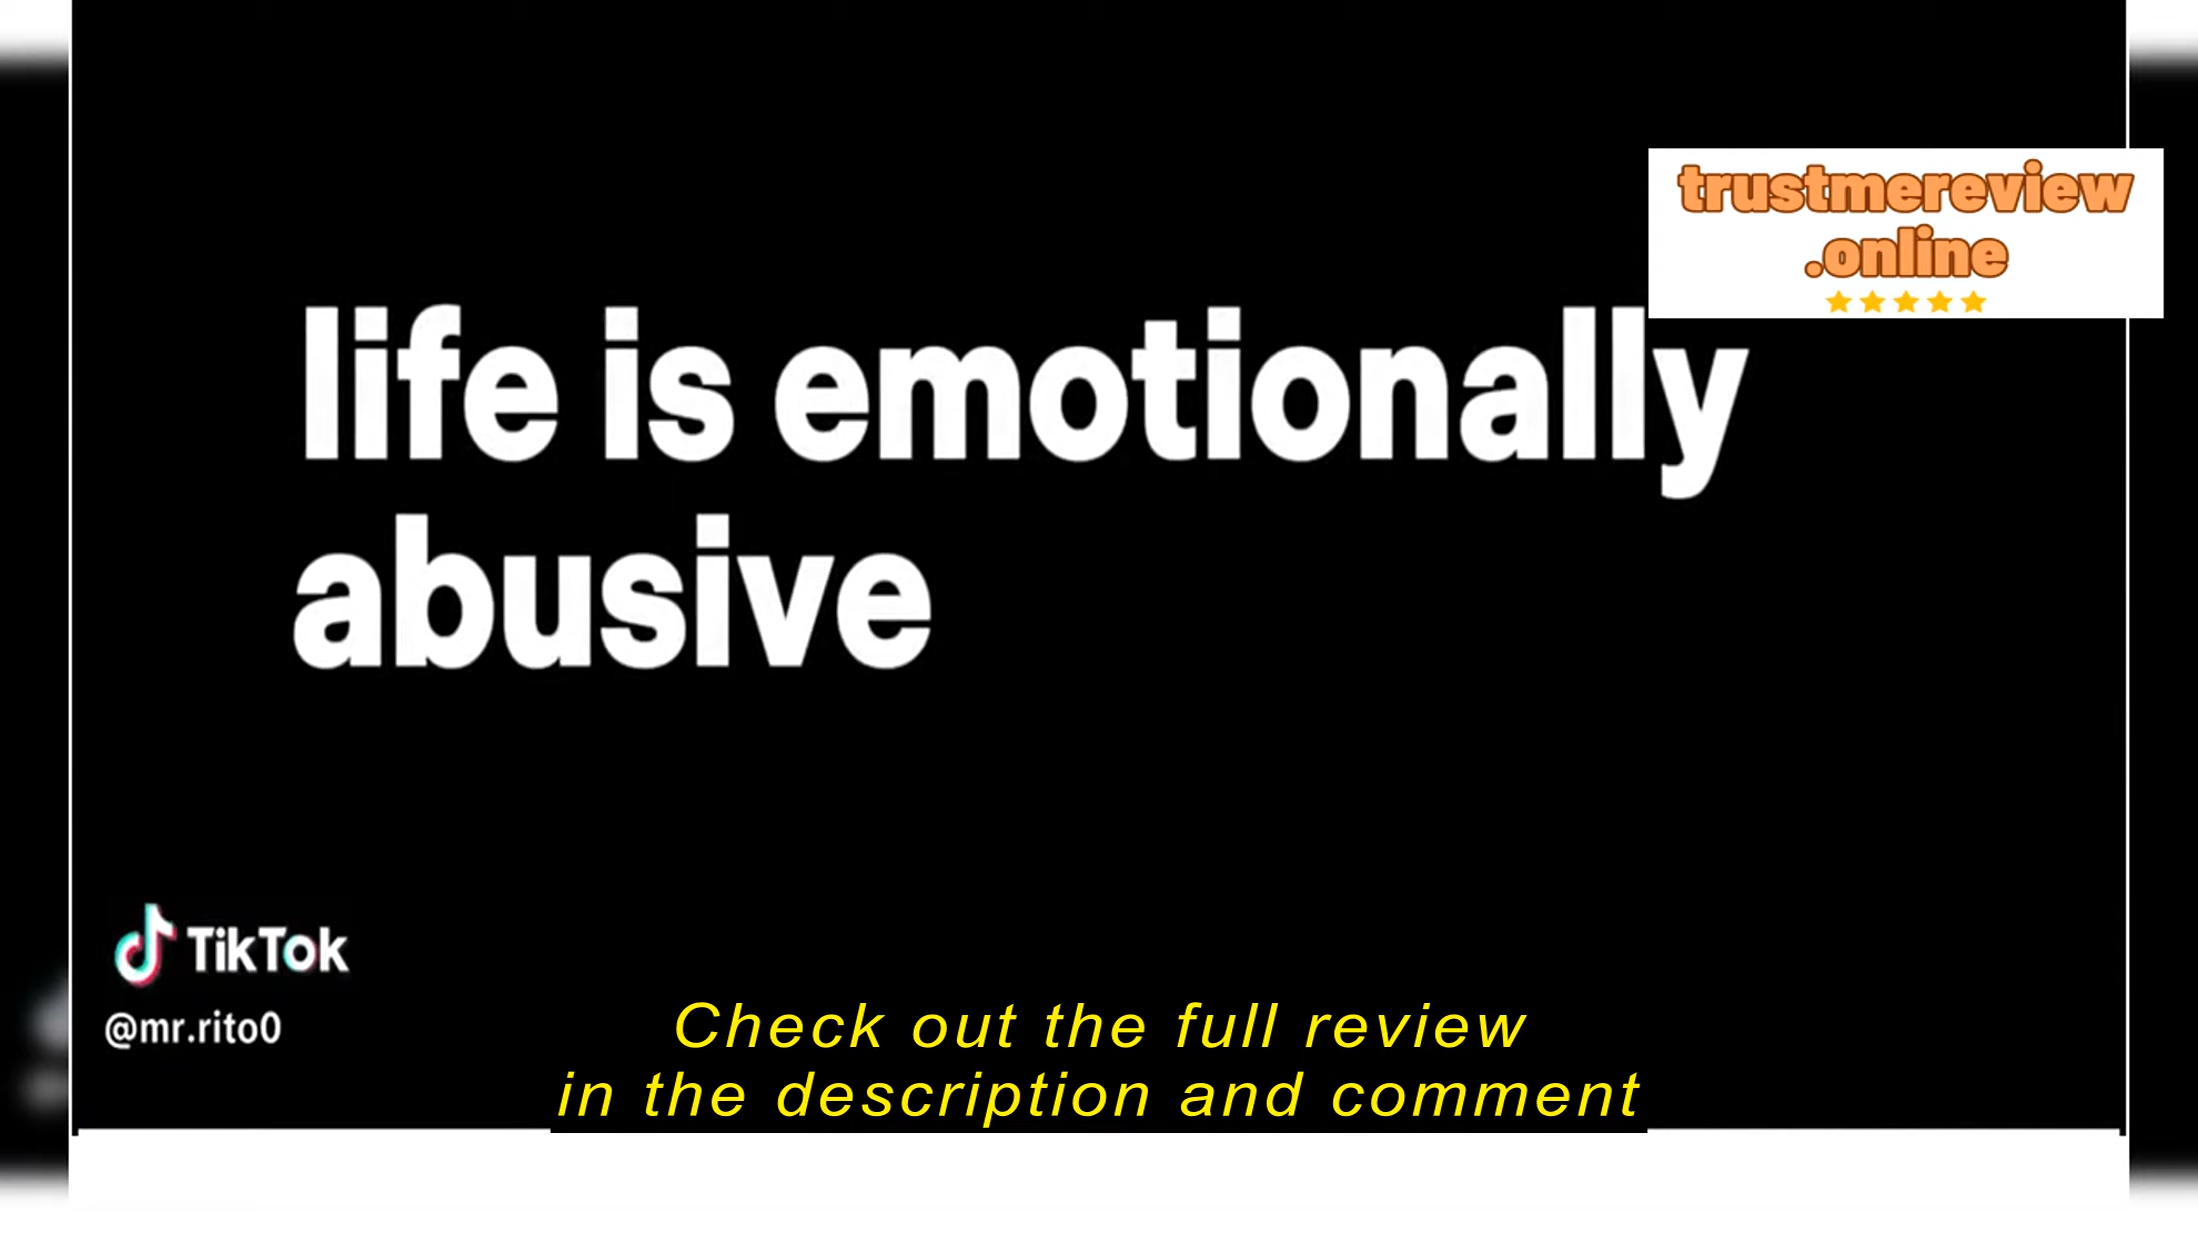 trustmereview
.online
life is emotionally
abusive
TikTok
@mr.rito0
Check out the full review
in the description and comment